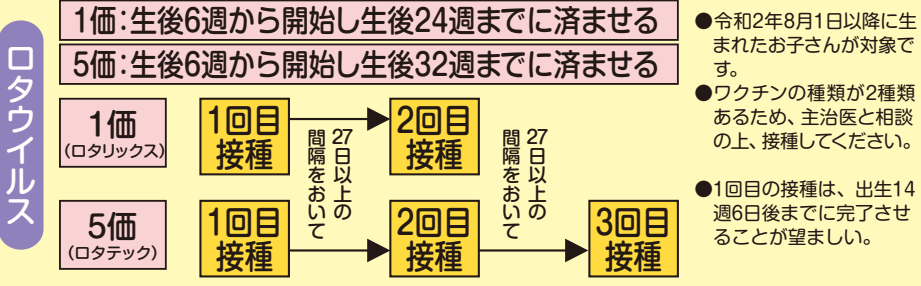 ロタウイルス
1価：生後6週から開始し生後24週までに済ませる
5価：生後6週から開始し生後32週までに済ませる
1価
（ロタリックス）
1回目
接種
27日以上の
間隔をおいて
2回目
接種
27日以上の
間隔をおいて
5価
（ロタテック）
1回目
接種
2回目
接種
3回目
接種
●令和2年8月1日以降に生
まれたお子さんが対象で
す。
●ワクチンの種類が2種類
あるため、主治医と相談
の上、接種してください。
●1回目の接種は、出生14
週6日後までに完了させ
ることが望ましい。